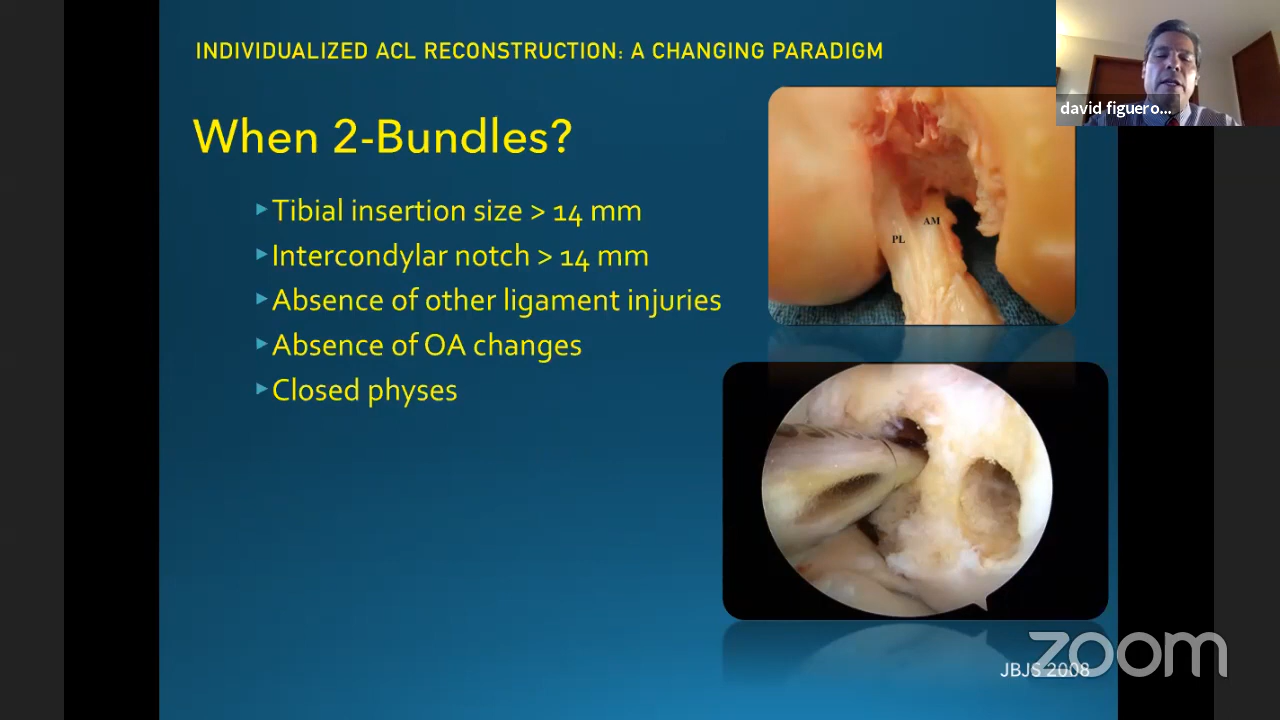 INDIVIDUALIZED ACL RECONSTRUCTION: A CHANGING PARADIGM
david figuero...
When 2-Bundles?
Tibial insertion size > 14 mm
Intercondylar notch > 14 mm
Absence of other ligament injuries
Absence of OA changes
Closed physes
AM
PL
JBJS 2008
zoom